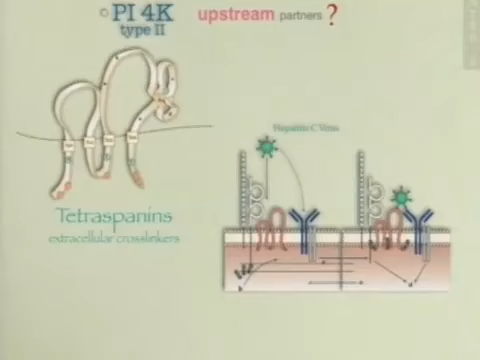 PI 4K
type II
upstream partners ?
Hepatitis C Virus
Tetraspanins
extracellular crosslinkers